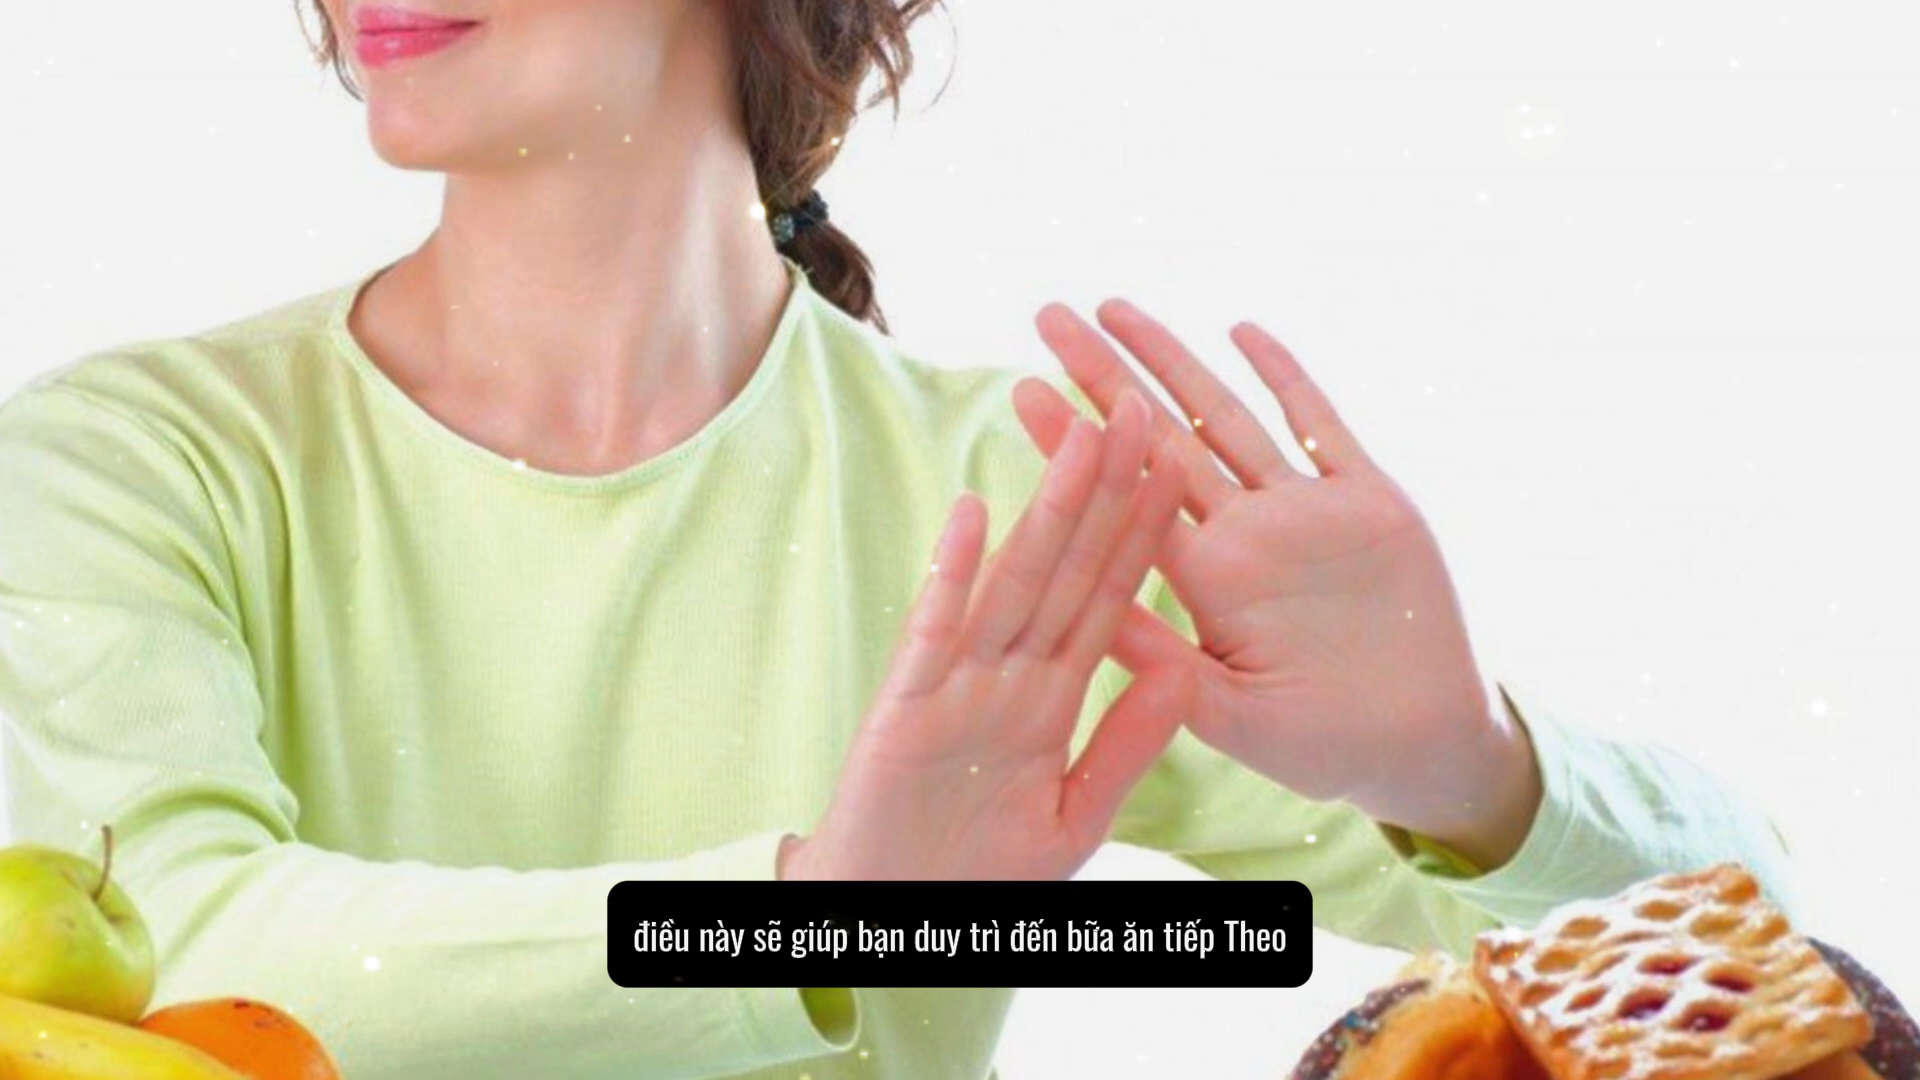 điều này sẽ giúp bạn duy trì đến bữa ăn tiếp Theo